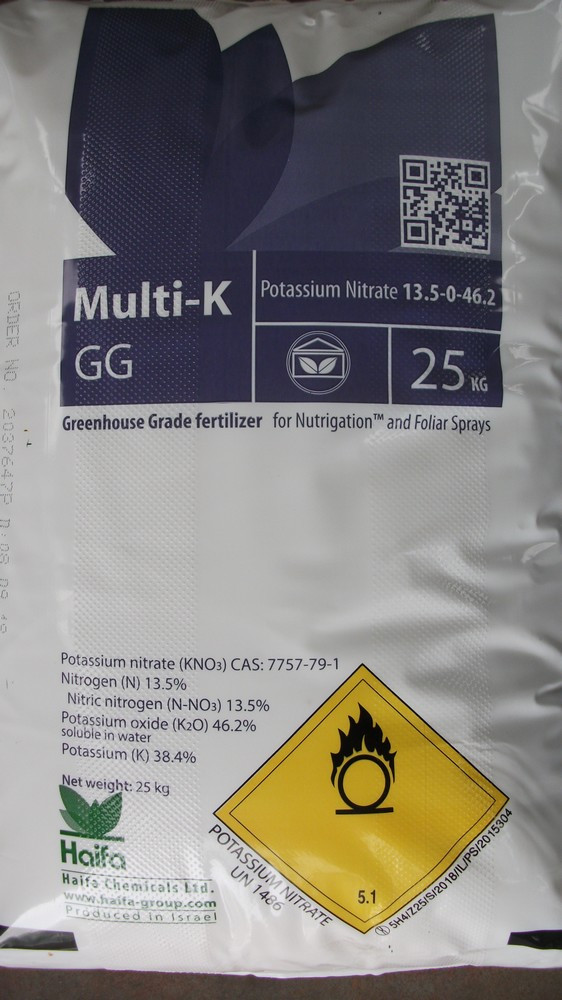 Multi-K
GG
Potassium Nitrate 13.5-0-46.2
25 KG
Greenhouse Grade fertilizer for Nutrigation™ and Foliar Sprays
ORDER NO. 2037647P
Potassium nitrate (KNO3) CAS: 7757-79-1
Nitrogen (N) 13.5%
Nitric nitrogen (N-NO3) 13.5%
Potassium oxide (K2O) 46.2%
soluble in water
Potassium (K) 38.4%
Net weight: 25 kg
Haifa
Haifa Chemicals Ltd.
www.haifa-group.com
Produced in Israel
5.1
POTASSIUM NITRATE
UN 1486
5H4/Z25/S/2018/IL/PS/2015304